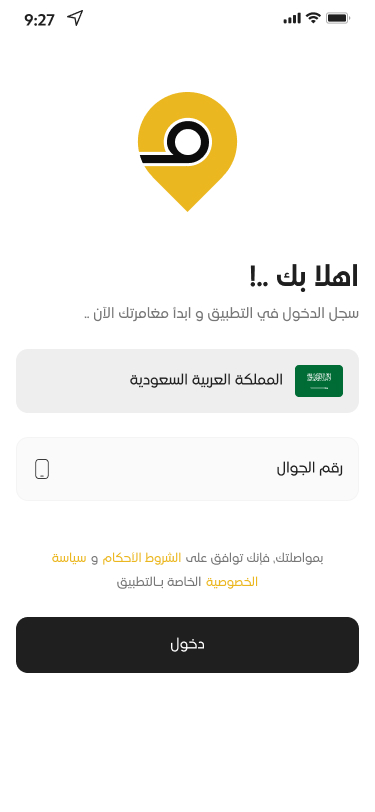 9:27
اهلا بك ..!
سجل الدخول في التطبيق و ابدأ مغامرتك الآن ..
المملكة العربية السعودية
رقم الجوال
بمواصلتك, فإنك توافق على الشروط الاحكام و سياسة
الخصوصية الخاصة بـالتطبيق
دخول